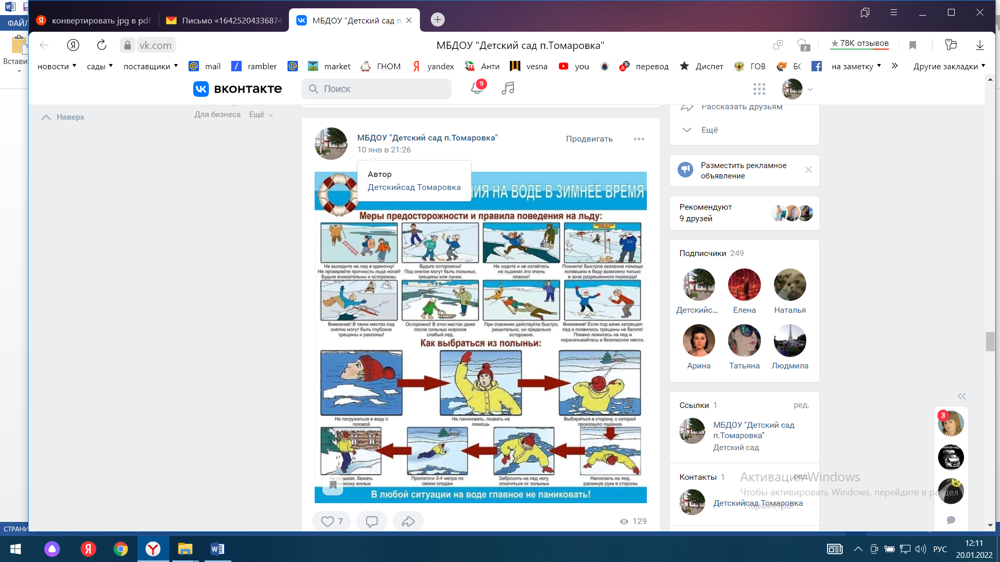 ФАЙЛ
Встави
СТРАНИ
конвертировать jpg в pdf
Письмо «16425204336874
МБДОУ "Детский сад п
vk.com
МБДОУ "Детский сад п.Томаровка"
2
★ 78K отзывов
новости
сады
поставщики
mail
rambler
market
ГНОМ
yandex
Анти
vesna
you
перевод
Диспет
ГОВ
на заметку
Другие закладки
вконтакте
Поиск
9
Наверх
Для бизнеса
Ещё
МБДОУ "Детский сад п.Томаровка"
10 янв в 21:26
Продвигать
Автор
Детскийсад Томаровка
ИЯ НА ВОДЕ В ЗИМНЕЕ ВРЕМЯ
Меры предосторожности и правила поведения на льду:
Не выходите на лед в одиночку!
Не проверяйте прочность льда ногой!
Будьте внимательны и осторожны.
Будьте осторожны!
Под снегом могут быть полыньи,
трещины или лунки.
Не ходите и не катайтесь
на льдинах это очень
опасно!
Помните! Быстрое оказание помощи
попавшим в беду возможно только
в зоне разрешенного перехода!
Внимание! В таких местах под
снегом могут быть глубокие
трещины и разломы!
Осторожно! В этих местах даже
после сильных морозов
слабый лед.
При спасении действуйте быстро,
решительно, но предельно
осторожно.
Внимание! Если под вами затрещал
лед и появились трещины не бегите!
Плавно ложитесь на лед и
перекатывайтесь в безопасное место.
Как выбраться из полыньи:
Не погружаться в воду с
головой
Не паниковать, позвать на
помощь
Выбираться в сторону, с которой
произошло падение
Не отдыхая, бежать
к близкому жилью
Проползти 3-4 метра по
своим следам
Забросить на лед ногу,
откатиться от полыньи
Наползать на лед,
раскинув руки в стороны
В любой ситуации на воде главное не паниковать!
7
129
Рассказать друзьям
Ещё
Разместить рекламное
объявление
Рекомендуют
9 друзей
Подписчики 249
Детскийс...
Елена
Наталья
Арина
Татьяна
Людмила
Ссылки 1
ред.
МБДОУ "Детский сад
п.Томаровка"
Детский сад
Контакты 1
ред.
Детскийсад Томаровка
3
Активация Windows
Чтобы активировать Windows, перейдите в раздел
"Параметры".
РУС
12:11
20.01.2022